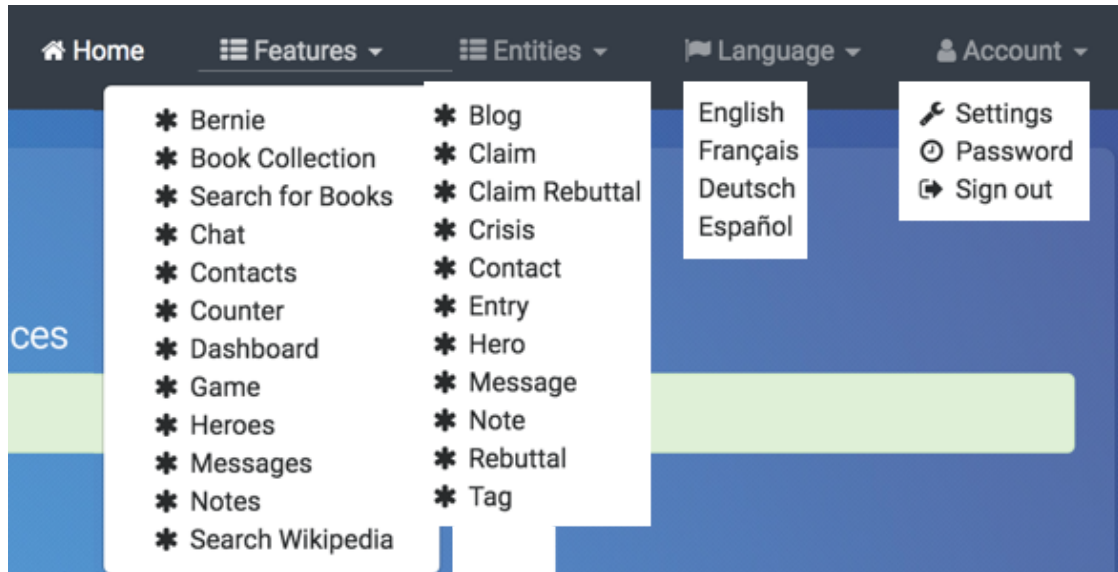 Home Features Entities Language Account
Bernie
Book Collection
Search for Books
Chat
Contacts
Counter
Dashboard
Game
Heroes
Messages
Notes
Search Wikipedia
Blog
Claim
Claim Rebuttal
Crisis
Contact
Entry
Hero
Message
Note
Rebuttal
Tag
English
Français
Deutsch
Español
Settings
Password
Sign out
ces